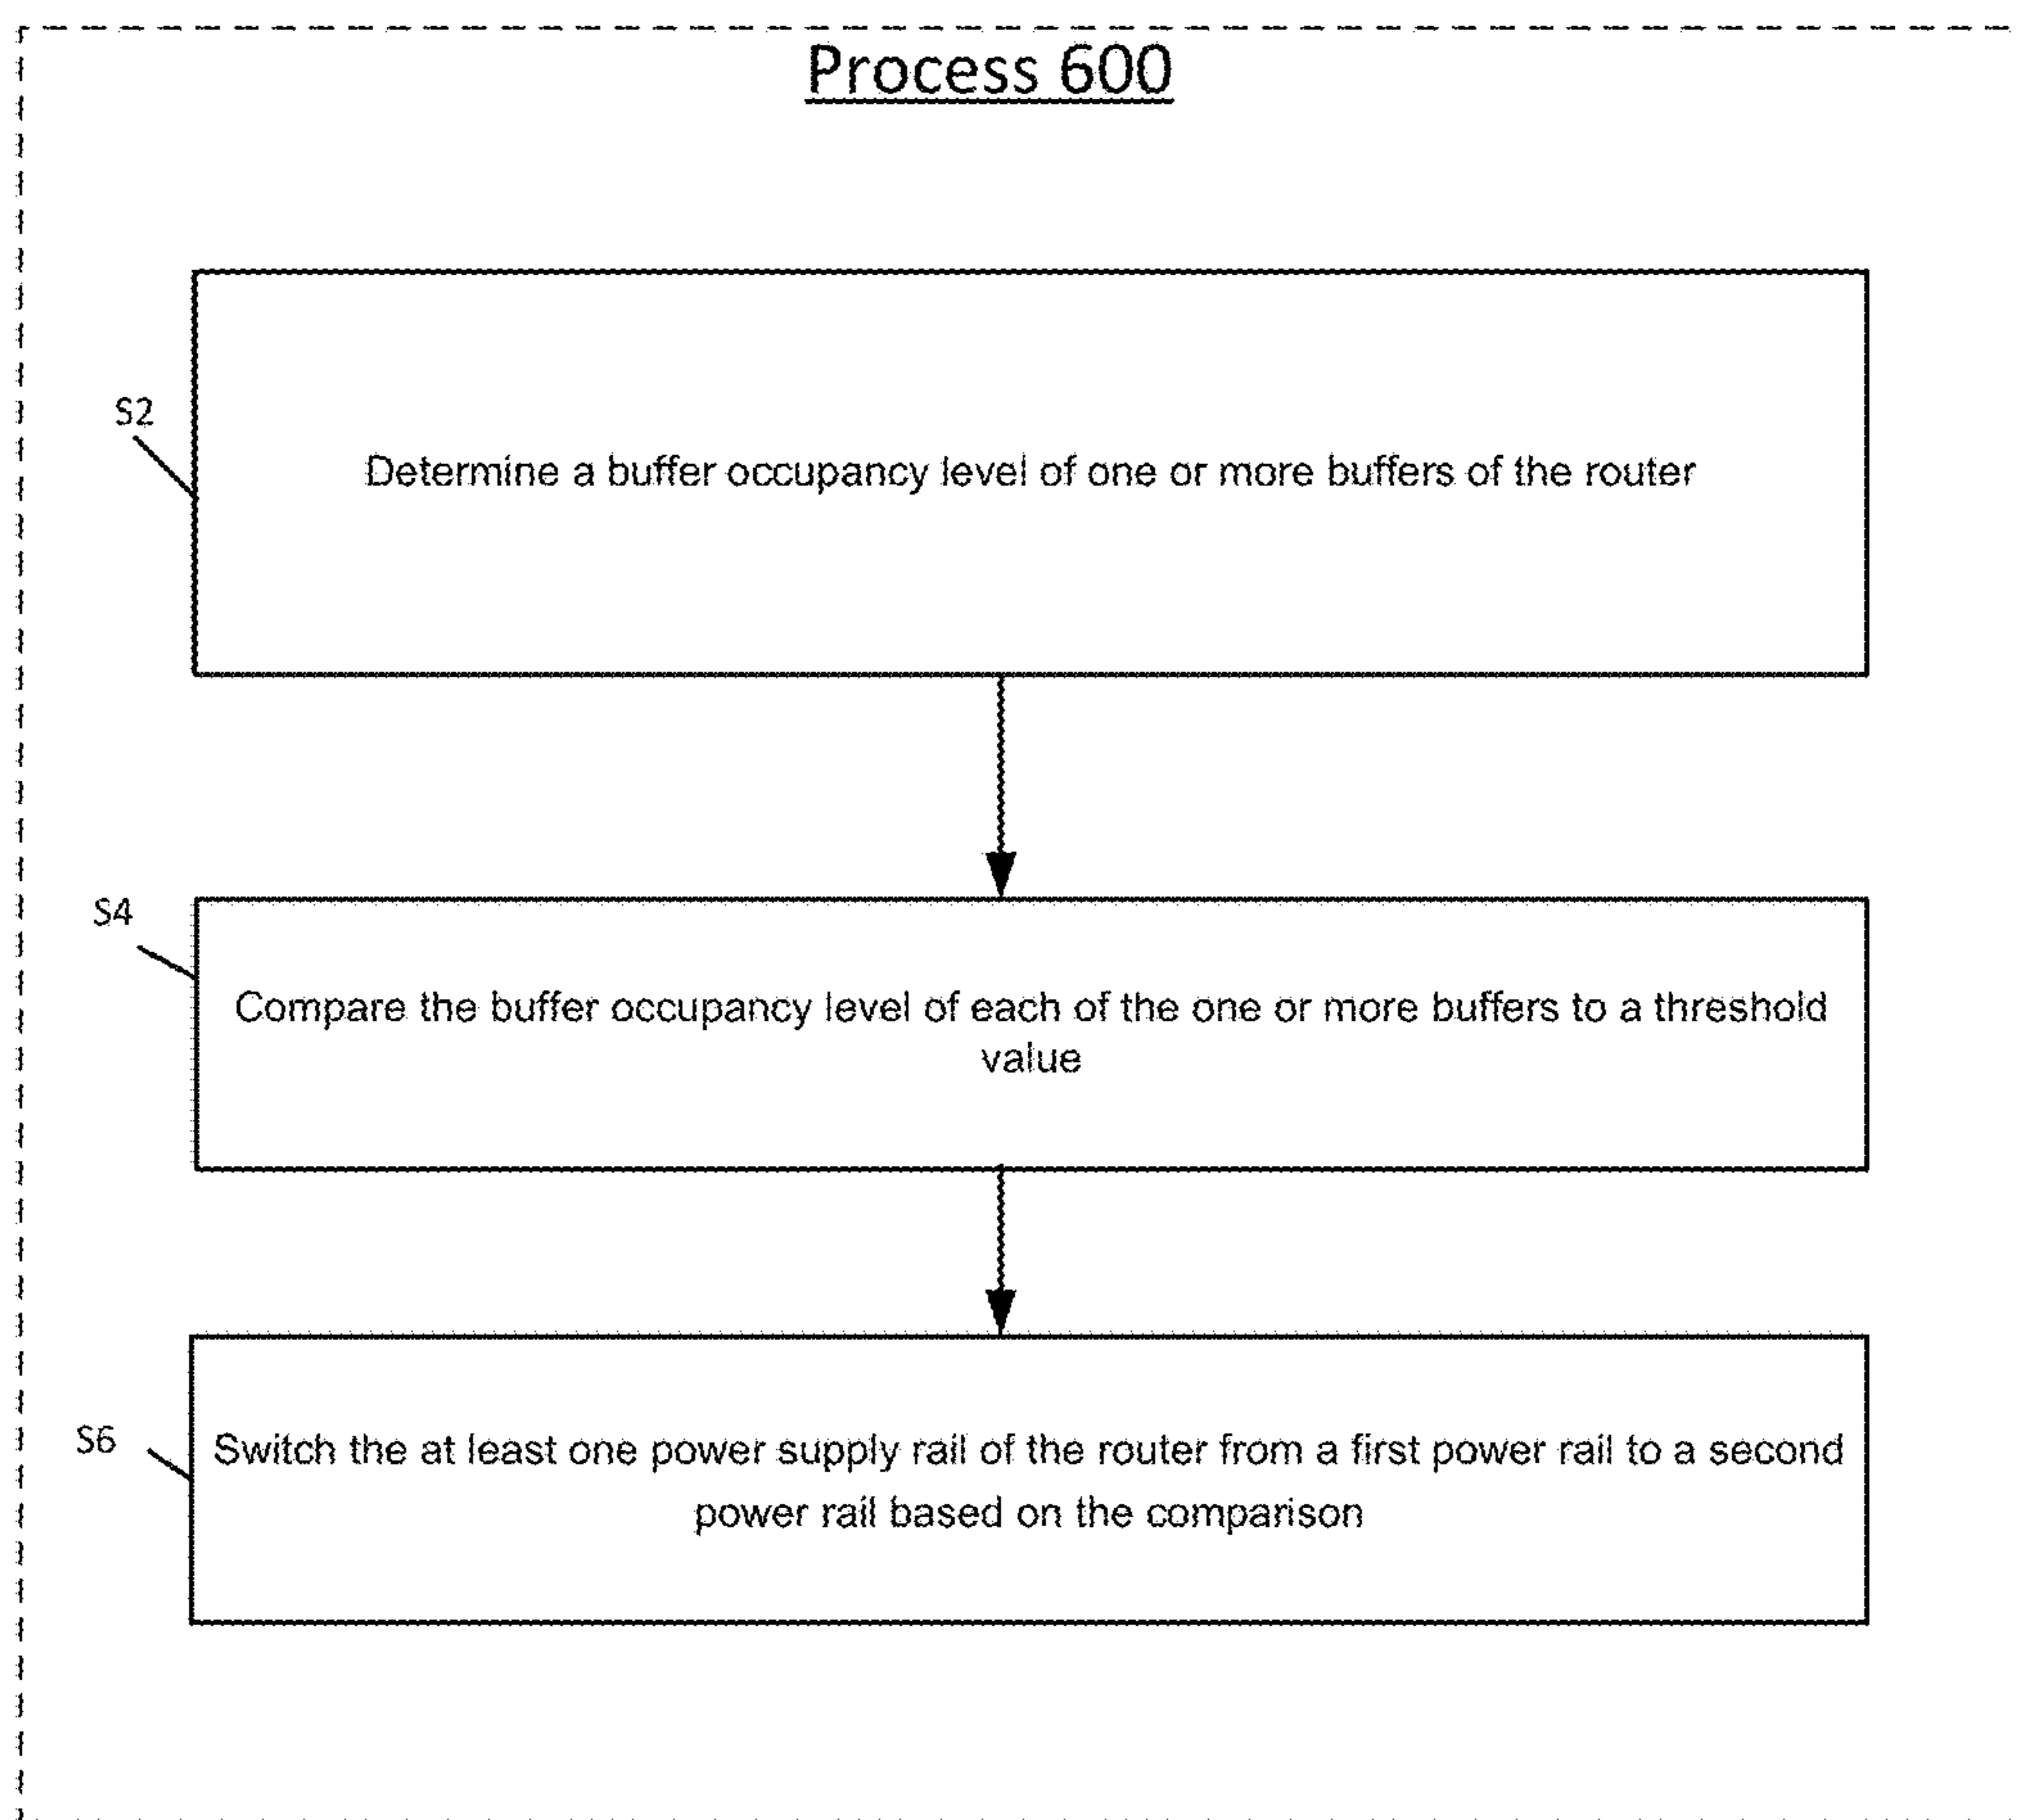 Process 600
S2
Determine a buffer occupancy level of one or more buffers of the router
S4
Compare the buffer occupancy level of each of the one or more buffers to a threshold
value
S6
Switch the at least one power supply rail of the router from a first power rail to a second
power rail based on the comparison